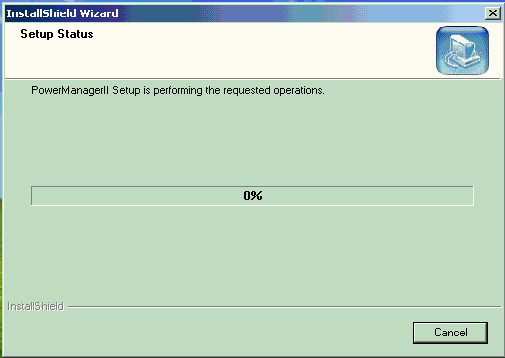 InstallShield Wizard
Setup Status
PowerManagerII Setup is performing the requested operations.
0%
InstallShield
Cancel